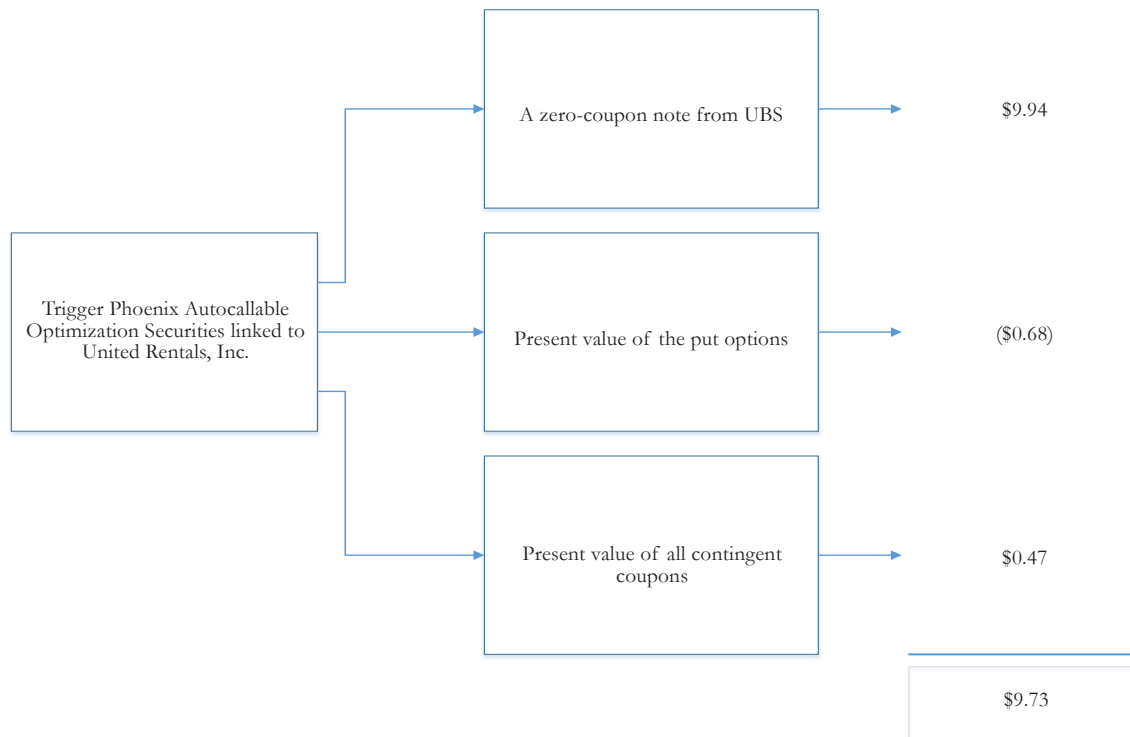 A zero-coupon note from UBS
$9.94
Trigger Phoenix Autocallable
Optimization Securities linked to
United Rentals, Inc.
Present value of the put options
($0.68)
Present value of all contingent
coupons
$0.47
$9.73